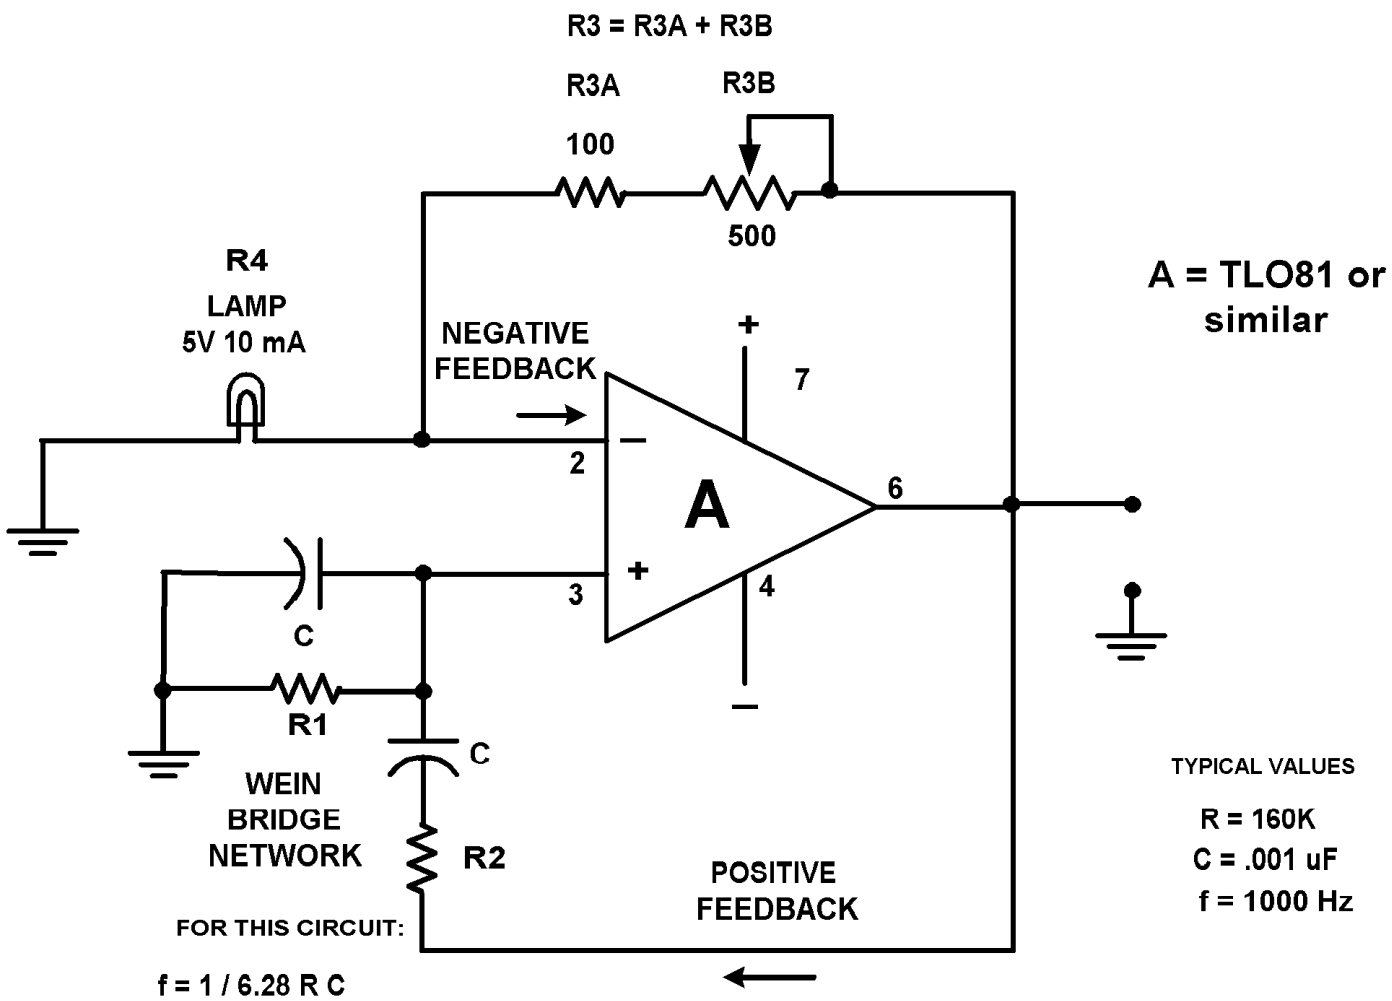 R3 = R3A + R3B
R3A
R3B
100
500
R4
LAMP
5V 10 mA
NEGATIVE
FEEDBACK
A = TLO81 or
similar
+
7
−
2
A
6
3
+
4
−
C
R1
C
WEIN
BRIDGE
NETWORK
R2
POSITIVE
FEEDBACK
TYPICAL VALUES
R = 160K
C = .001 uF
f = 1000 Hz
FOR THIS CIRCUIT:
f = 1 / 6.28 R C